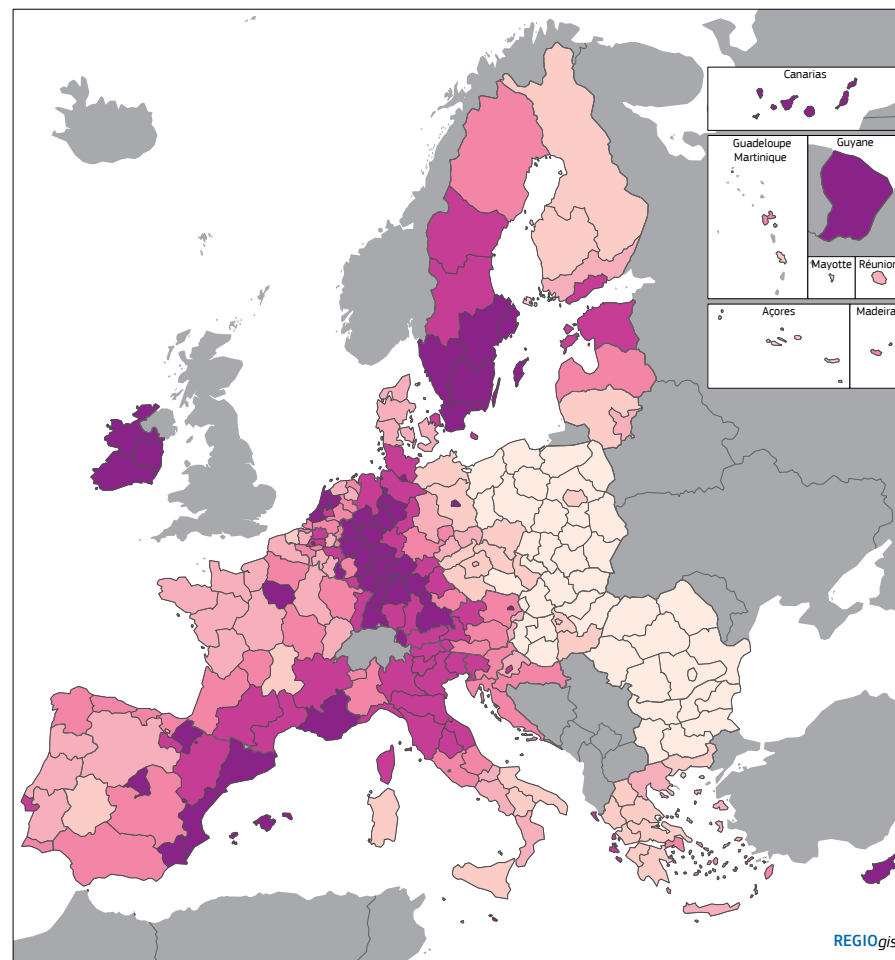 Canarias
Guadeloupe
Martinique
Guyane
Mayotte
Réunion
Açores
Madeira
REGIOgis